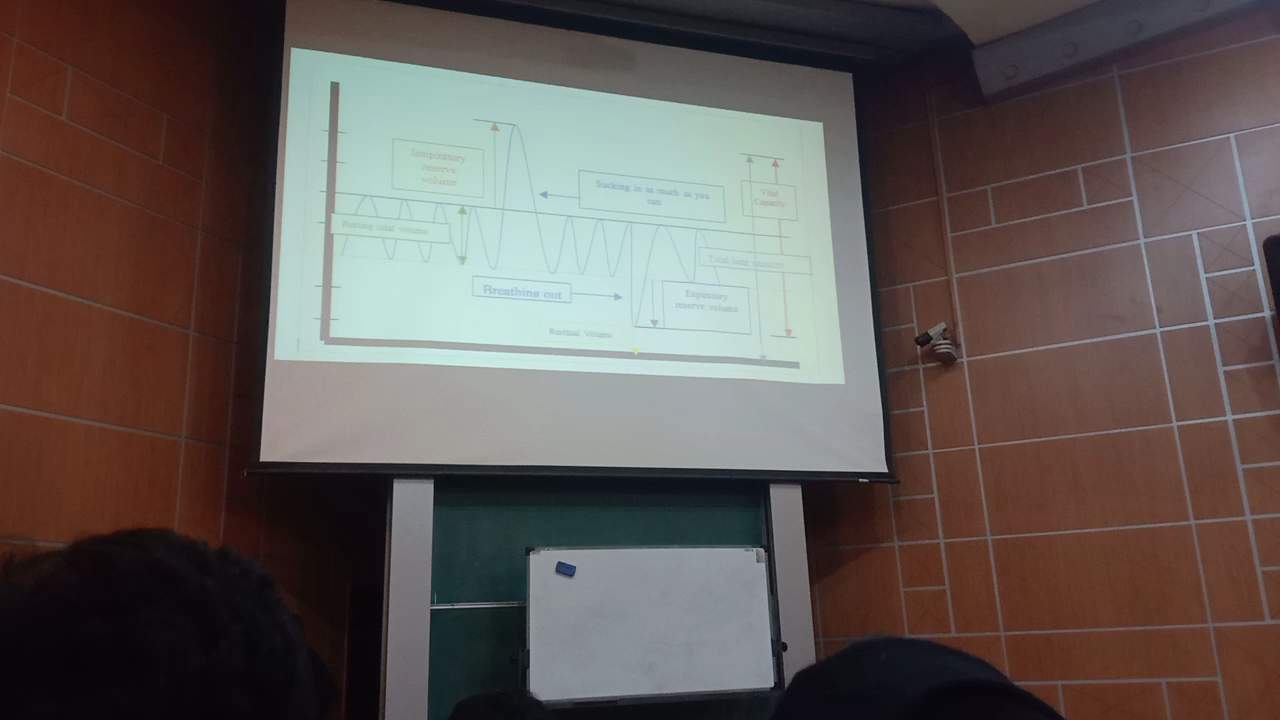 Inspiratory
reserve
volume
Sucking in as much as you
can
Vital
Capacity
Resting tidal volume
Total lung capacity
Breathing out
Expiratory
reserve volume
Residual Volume